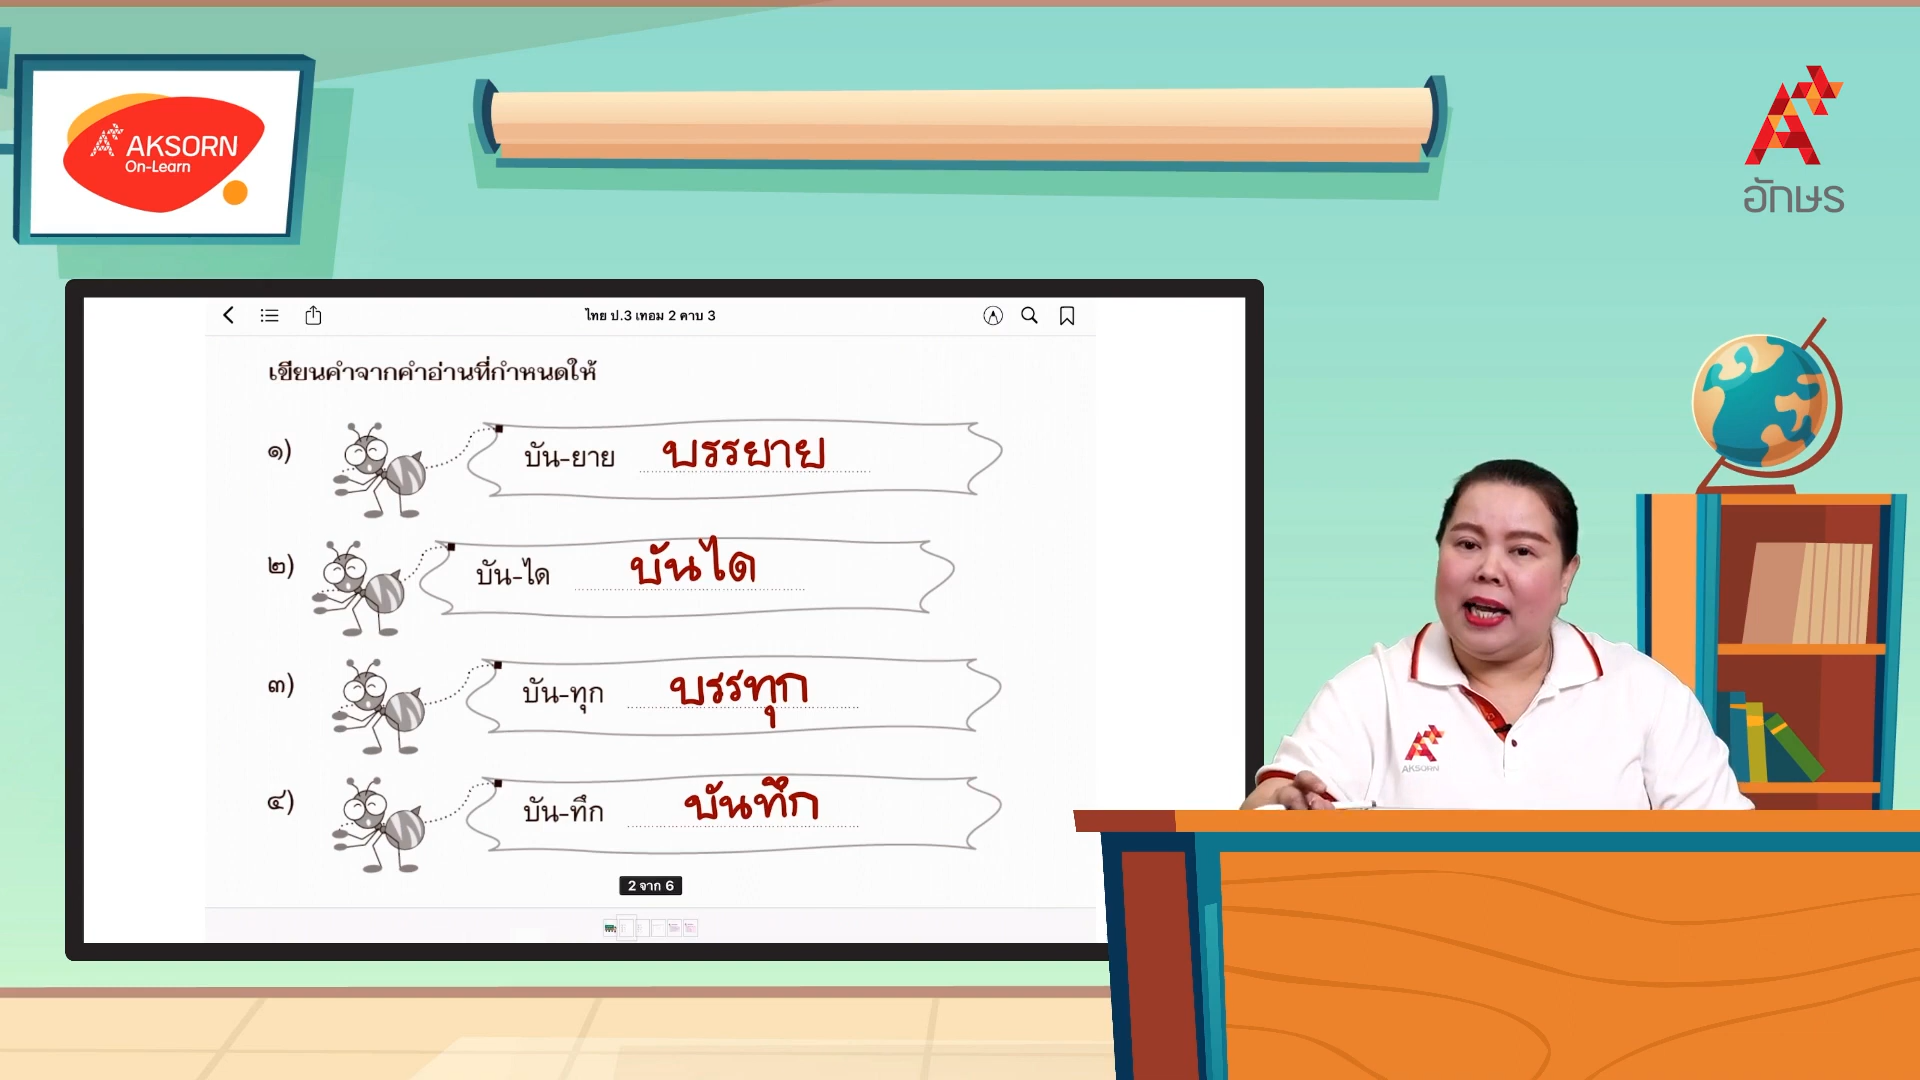 AKSORN
On-Learn
อักษร
ไทย ป.3 เทอม 2 คาบ 3
เขียนคำจากคำอ่านที่กำหนดให้
๑) บัน-ยาย บรรยาย
๒) บัน-ได บันได
๓) บัน-ทุก บรรทุก
๔) บัน-ทึก บันทึก
2 จาก 6
AKSORN